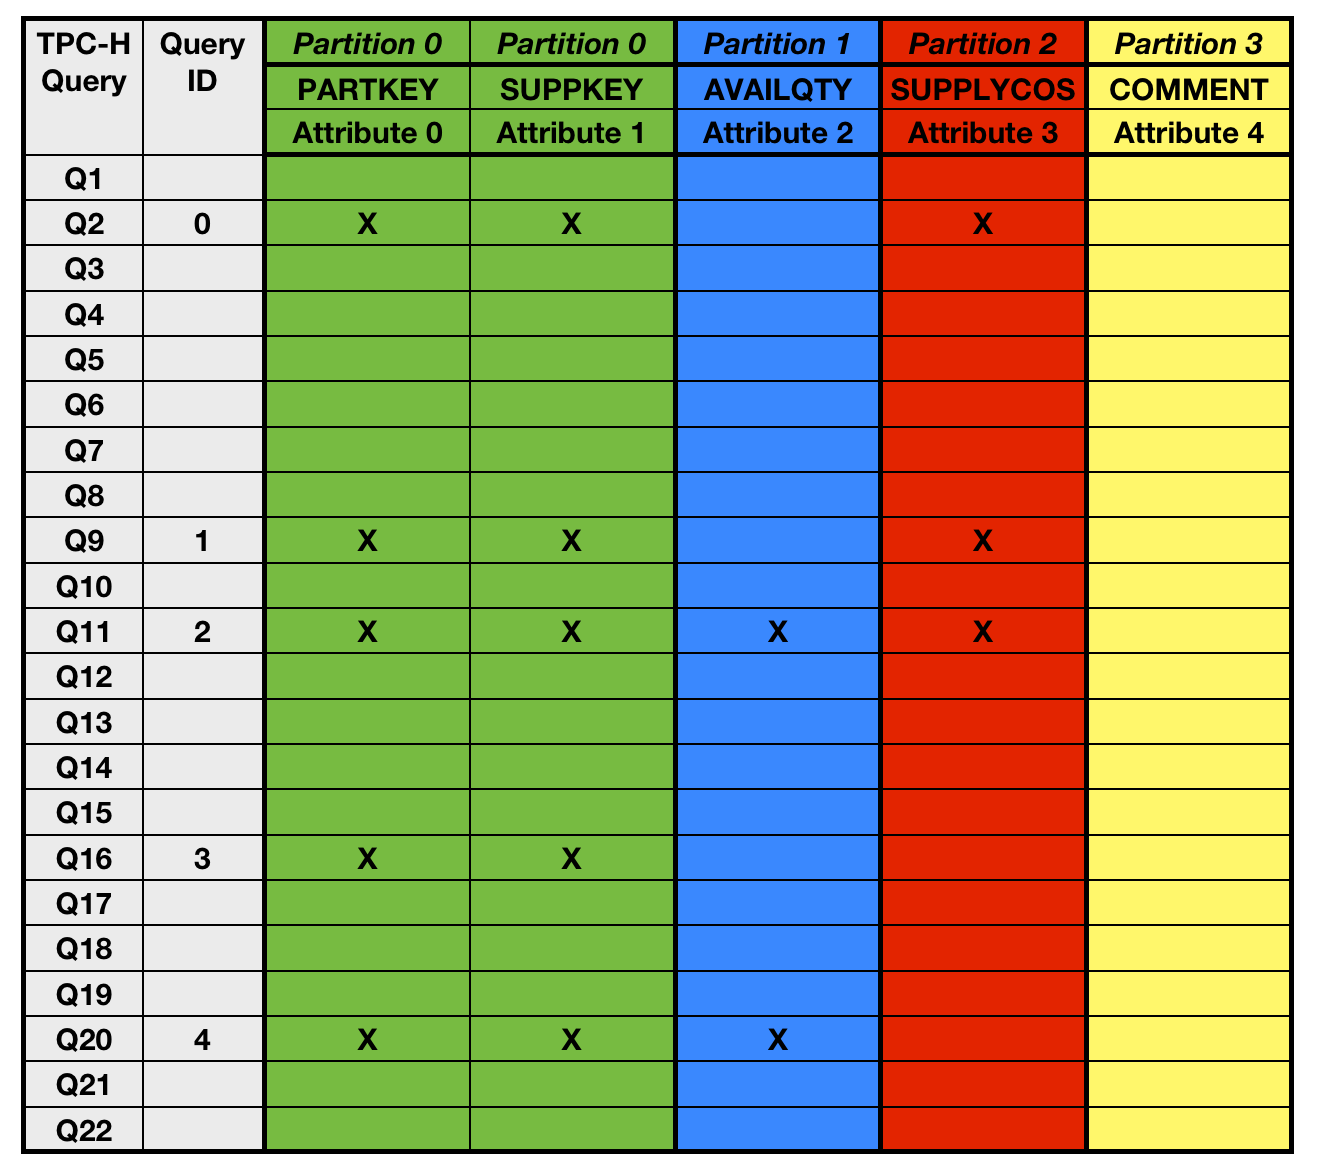 TPC-H Query Query ID Partition 0 Partition 0 Partition 1 Partition 2 Partition 3
PARTKEY SUPPKEY AVAILQTY SUPPLYCOS COMMENT
Attribute 0 Attribute 1 Attribute 2 Attribute 3 Attribute 4
Q1
Q2 0 X X X
Q3
Q4
Q5
Q6
Q7
Q8
Q9 1 X X X
Q10
Q11 2 X X X X
Q12
Q13
Q14
Q15
Q16 3 X X
Q17
Q18
Q19
Q20 4 X X X
Q21
Q22